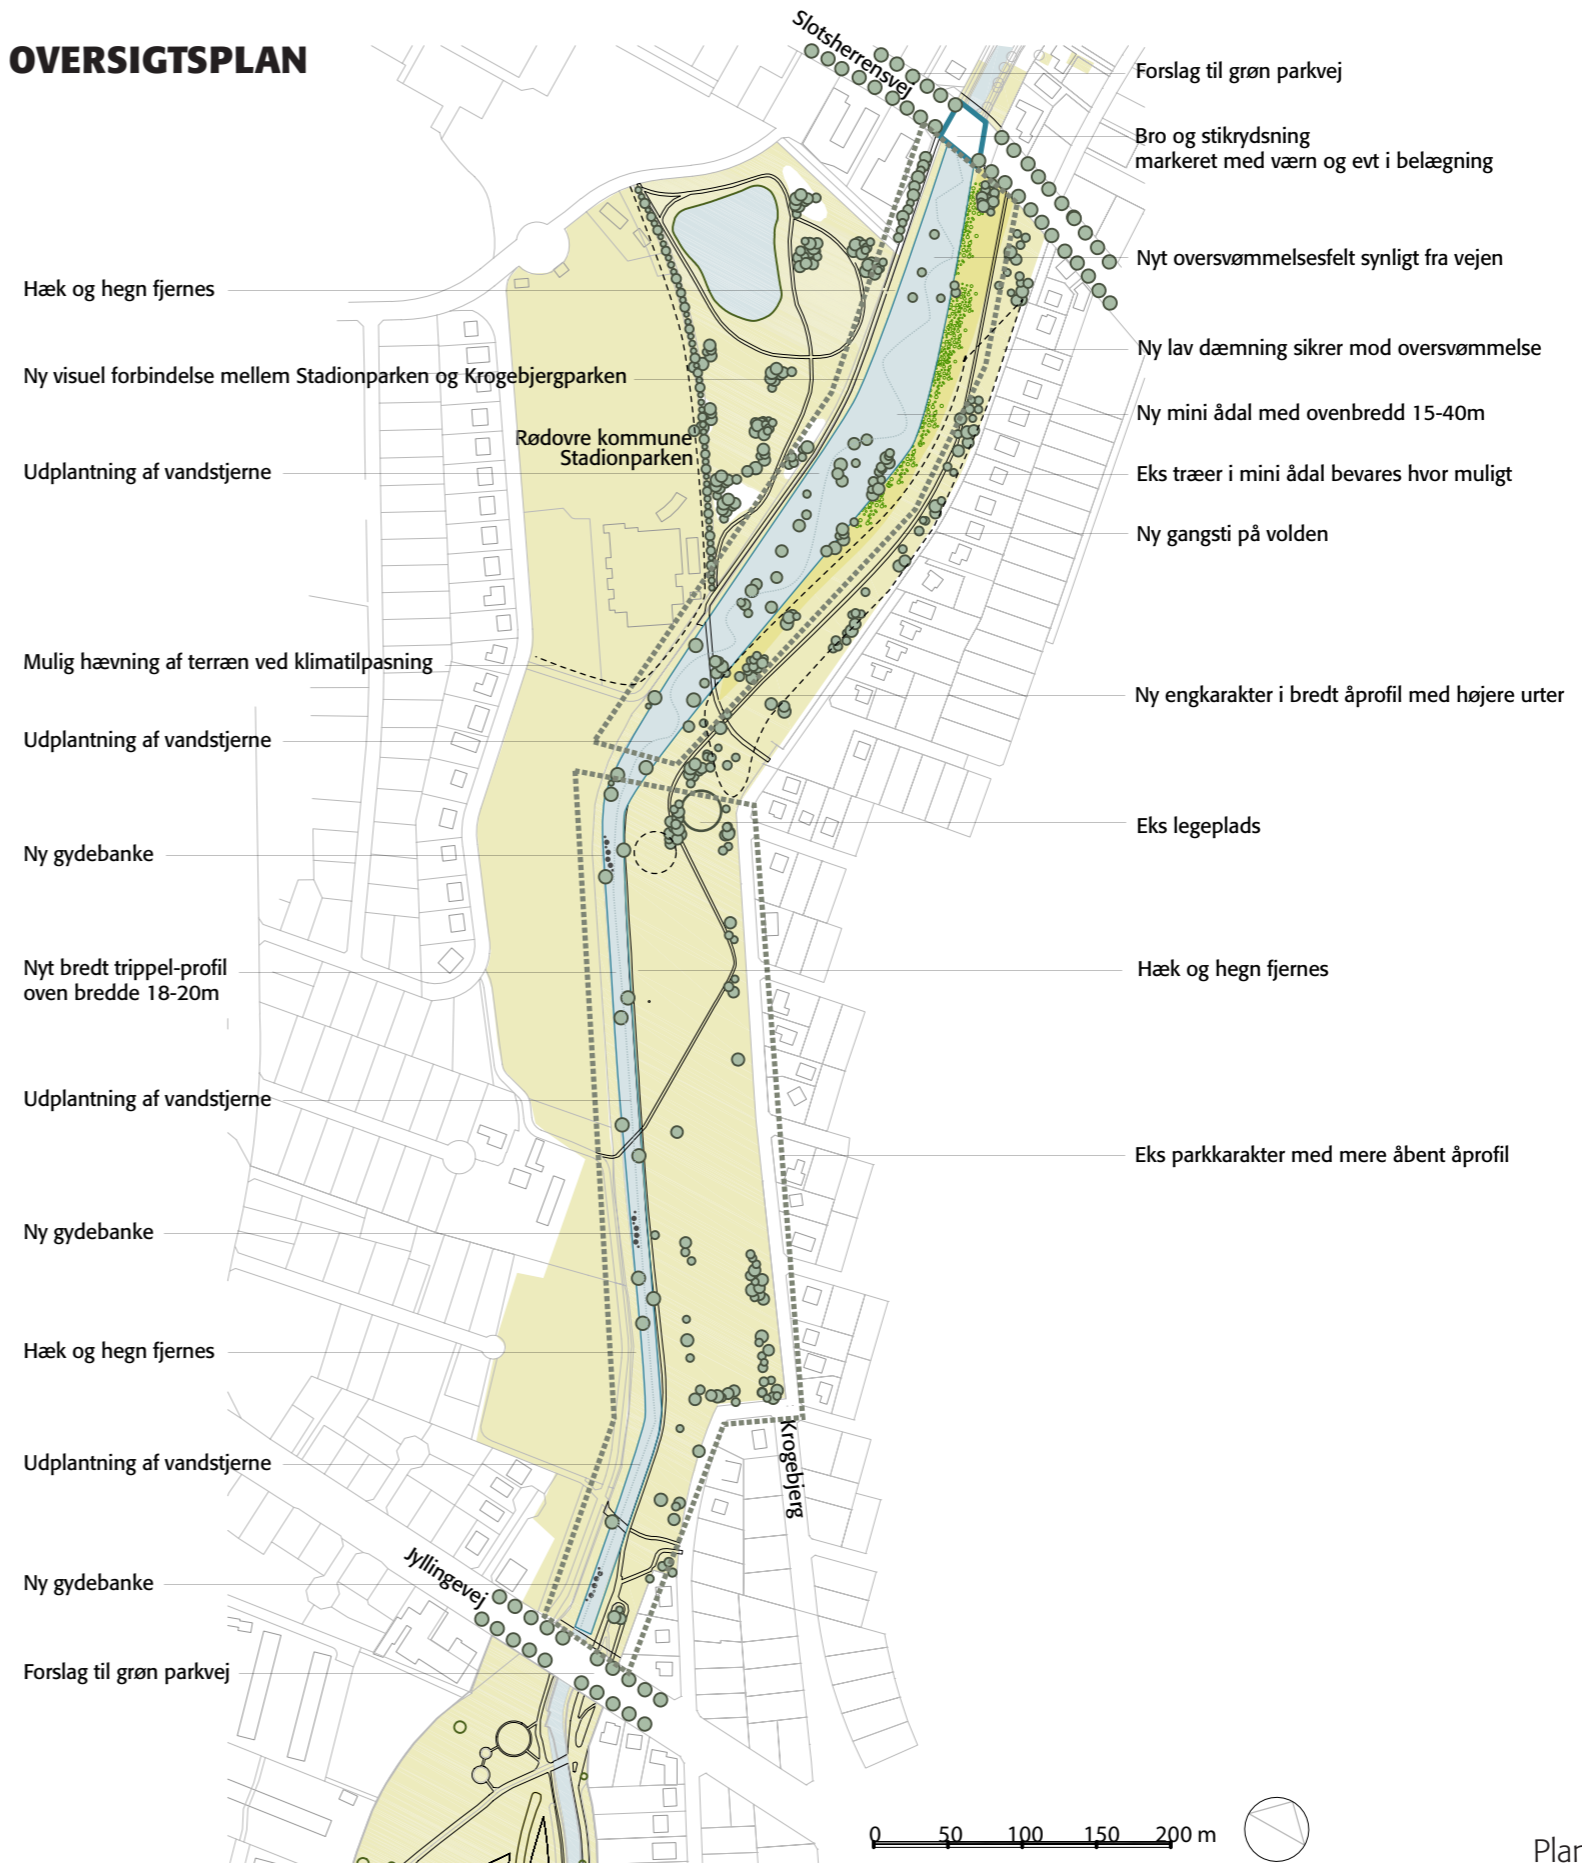 OVERSIGTSPLAN
Slotsherrensvej
Forslag til grøn parkvej
Bro og stikrydsning
markeret med værn og evt i belægning
Nyt oversvømmelsesfelt synligt fra vejen
Hæk og hegn fjernes
Ny lav dæmning sikrer mod oversvømmelse
Ny visuel forbindelse mellem Stadionparken og Krogebjergparken
Ny mini ådal med ovenbredd 15-40m
Rødovre kommune
Stadionparken
Udplantning af vandstjerne
Eks træer i mini ådal bevares hvor muligt
Ny gangsti på volden
Mulig hævning af terræn ved klimatilpasning
Ny engkarakter i bredt åprofil med højere urter
Udplantning af vandstjerne
Eks legeplads
Ny gydebanke
Nyt bredt trippel-profil
oven bredde 18-20m
Hæk og hegn fjernes
Udplantning af vandstjerne
Eks parkkarakter med mere åbent åprofil
Ny gydebanke
Hæk og hegn fjernes
Krogebjerg
Udplantning af vandstjerne
Jyllingevej
Ny gydebanke
Forslag til grøn parkvej
0 50 100 150 200 m
Plan